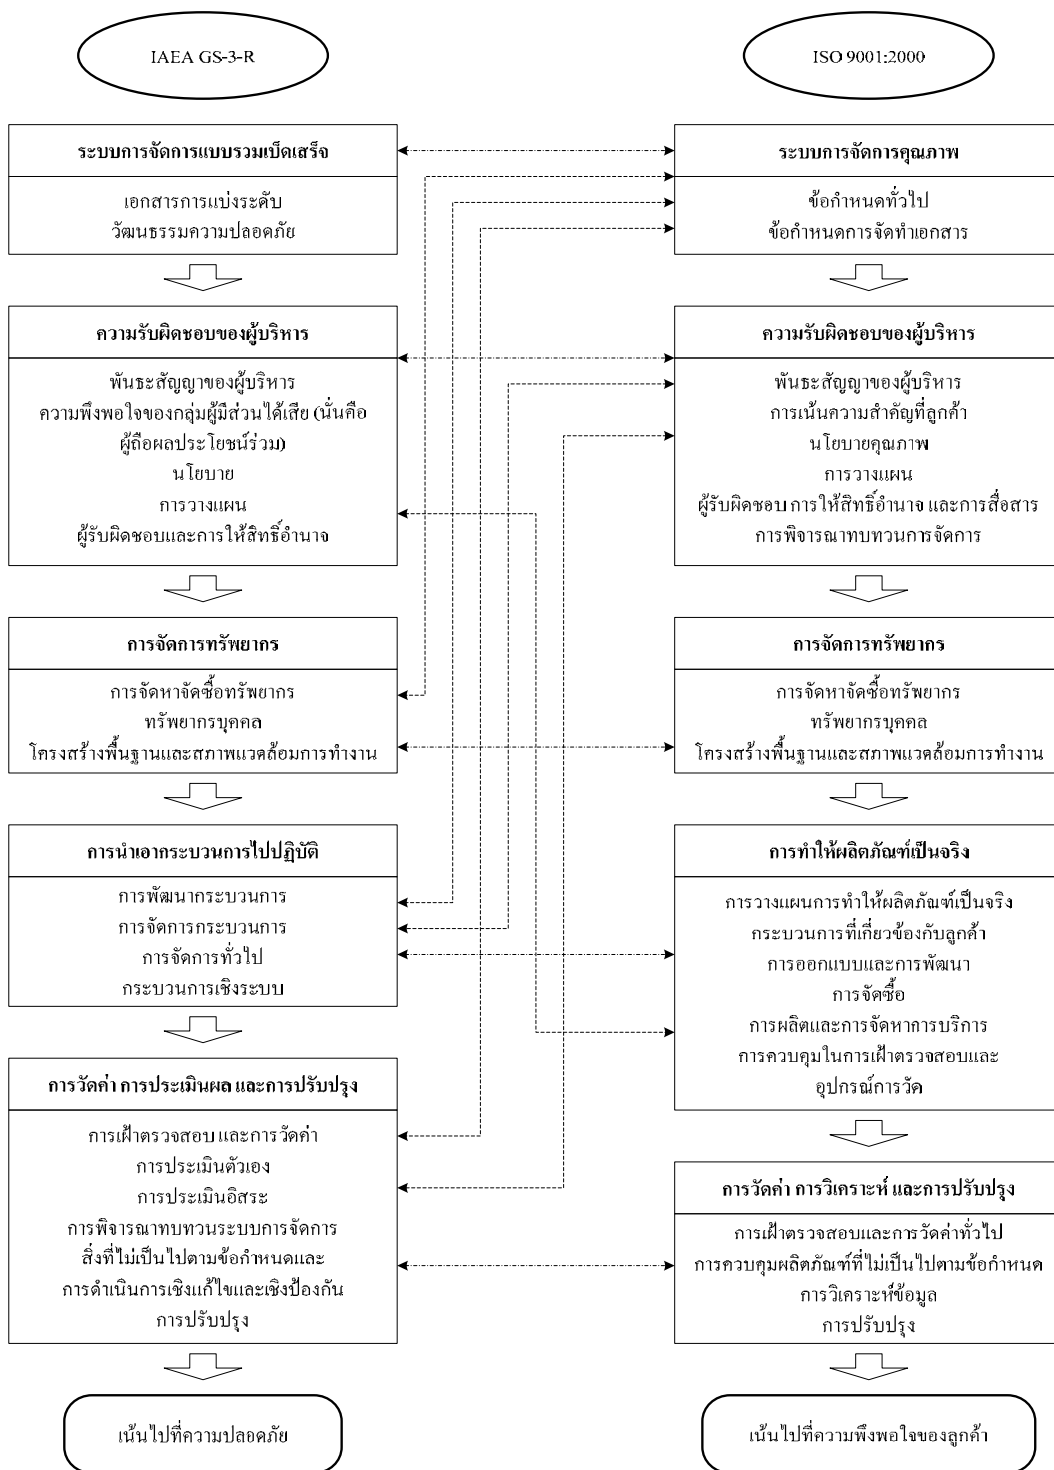 IAEA GS-3-R
ระบบการจัดการแบบรวมเบ็ดเสร็จ
เอกสารการแบ่งระดับ
วัฒนธรรมความปลอดภัย
ความรับผิดชอบของผู้บริหาร
พันธะสัญญาของผู้บริหาร
ความพึงพอใจของกลุ่มผู้มีส่วนได้เสีย (นั่นคือ
ผู้ถือผลประโยชน์ร่วม)
นโยบาย
การวางแผน
ผู้รับผิดชอบและการให้สิทธิ์อำนาจ
การจัดการทรัพยากร
การจัดหาจัดซื้อทรัพยากร
ทรัพยากรบุคคล
โครงสร้างพื้นฐานและสภาพแวดล้อมการทำงาน
การนำเอากระบวนการไปปฏิบัติ
การพัฒนากระบวนการ
การจัดการกระบวนการ
การจัดการทั่วไป
กระบวนการเชิงระบบ
การวัดค่า การประเมินผล และการปรับปรุง
การเฝ้าตรวจสอบ และการวัดค่า
การประเมินตัวเอง
การประเมินอิสระ
การพิจารณาทบทวนระบบการจัดการ
สิ่งที่ไม่เป็นไปตามข้อกำหนดและ
การดำเนินการเชิงแก้ไขและเชิงป้องกัน
การปรับปรุง
เน้นไปที่ความปลอดภัย
ISO 9001:2000
ระบบการจัดการคุณภาพ
ข้อกำหนดทั่วไป
ข้อกำหนดการจัดทำเอกสาร
ความรับผิดชอบของผู้บริหาร
พันธะสัญญาของผู้บริหาร
การเน้นความสำคัญที่ลูกค้า
นโยบายคุณภาพ
การวางแผน
ผู้รับผิดชอบ การให้สิทธิ์อำนาจ และการสื่อสาร
การพิจารณาทบทวนการจัดการ
การจัดการทรัพยากร
การจัดหาจัดซื้อทรัพยากร
ทรัพยากรบุคคล
โครงสร้างพื้นฐานและสภาพแวดล้อมการทำงาน
การทำให้ผลิตภัณฑ์เป็นจริง
การวางแผนการทำให้ผลิตภัณฑ์เป็นจริง
กระบวนการที่เกี่ยวข้องกับลูกค้า
การออกแบบและการพัฒนา
การจัดซื้อ
การผลิตและการจัดหาการบริการ
การควบคุมในการเฝ้าตรวจสอบและ
อุปกรณ์การวัด
การวัดค่า การวิเคราะห์ และการปรับปรุง
การเฝ้าตรวจสอบและการวัดค่าทั่วไป
การควบคุมผลิตภัณฑ์ที่ไม่เป็นไปตามข้อกำหนด
การวิเคราะห์ข้อมูล
การปรับปรุง
เน้นไปที่ความพึงพอใจของลูกค้า